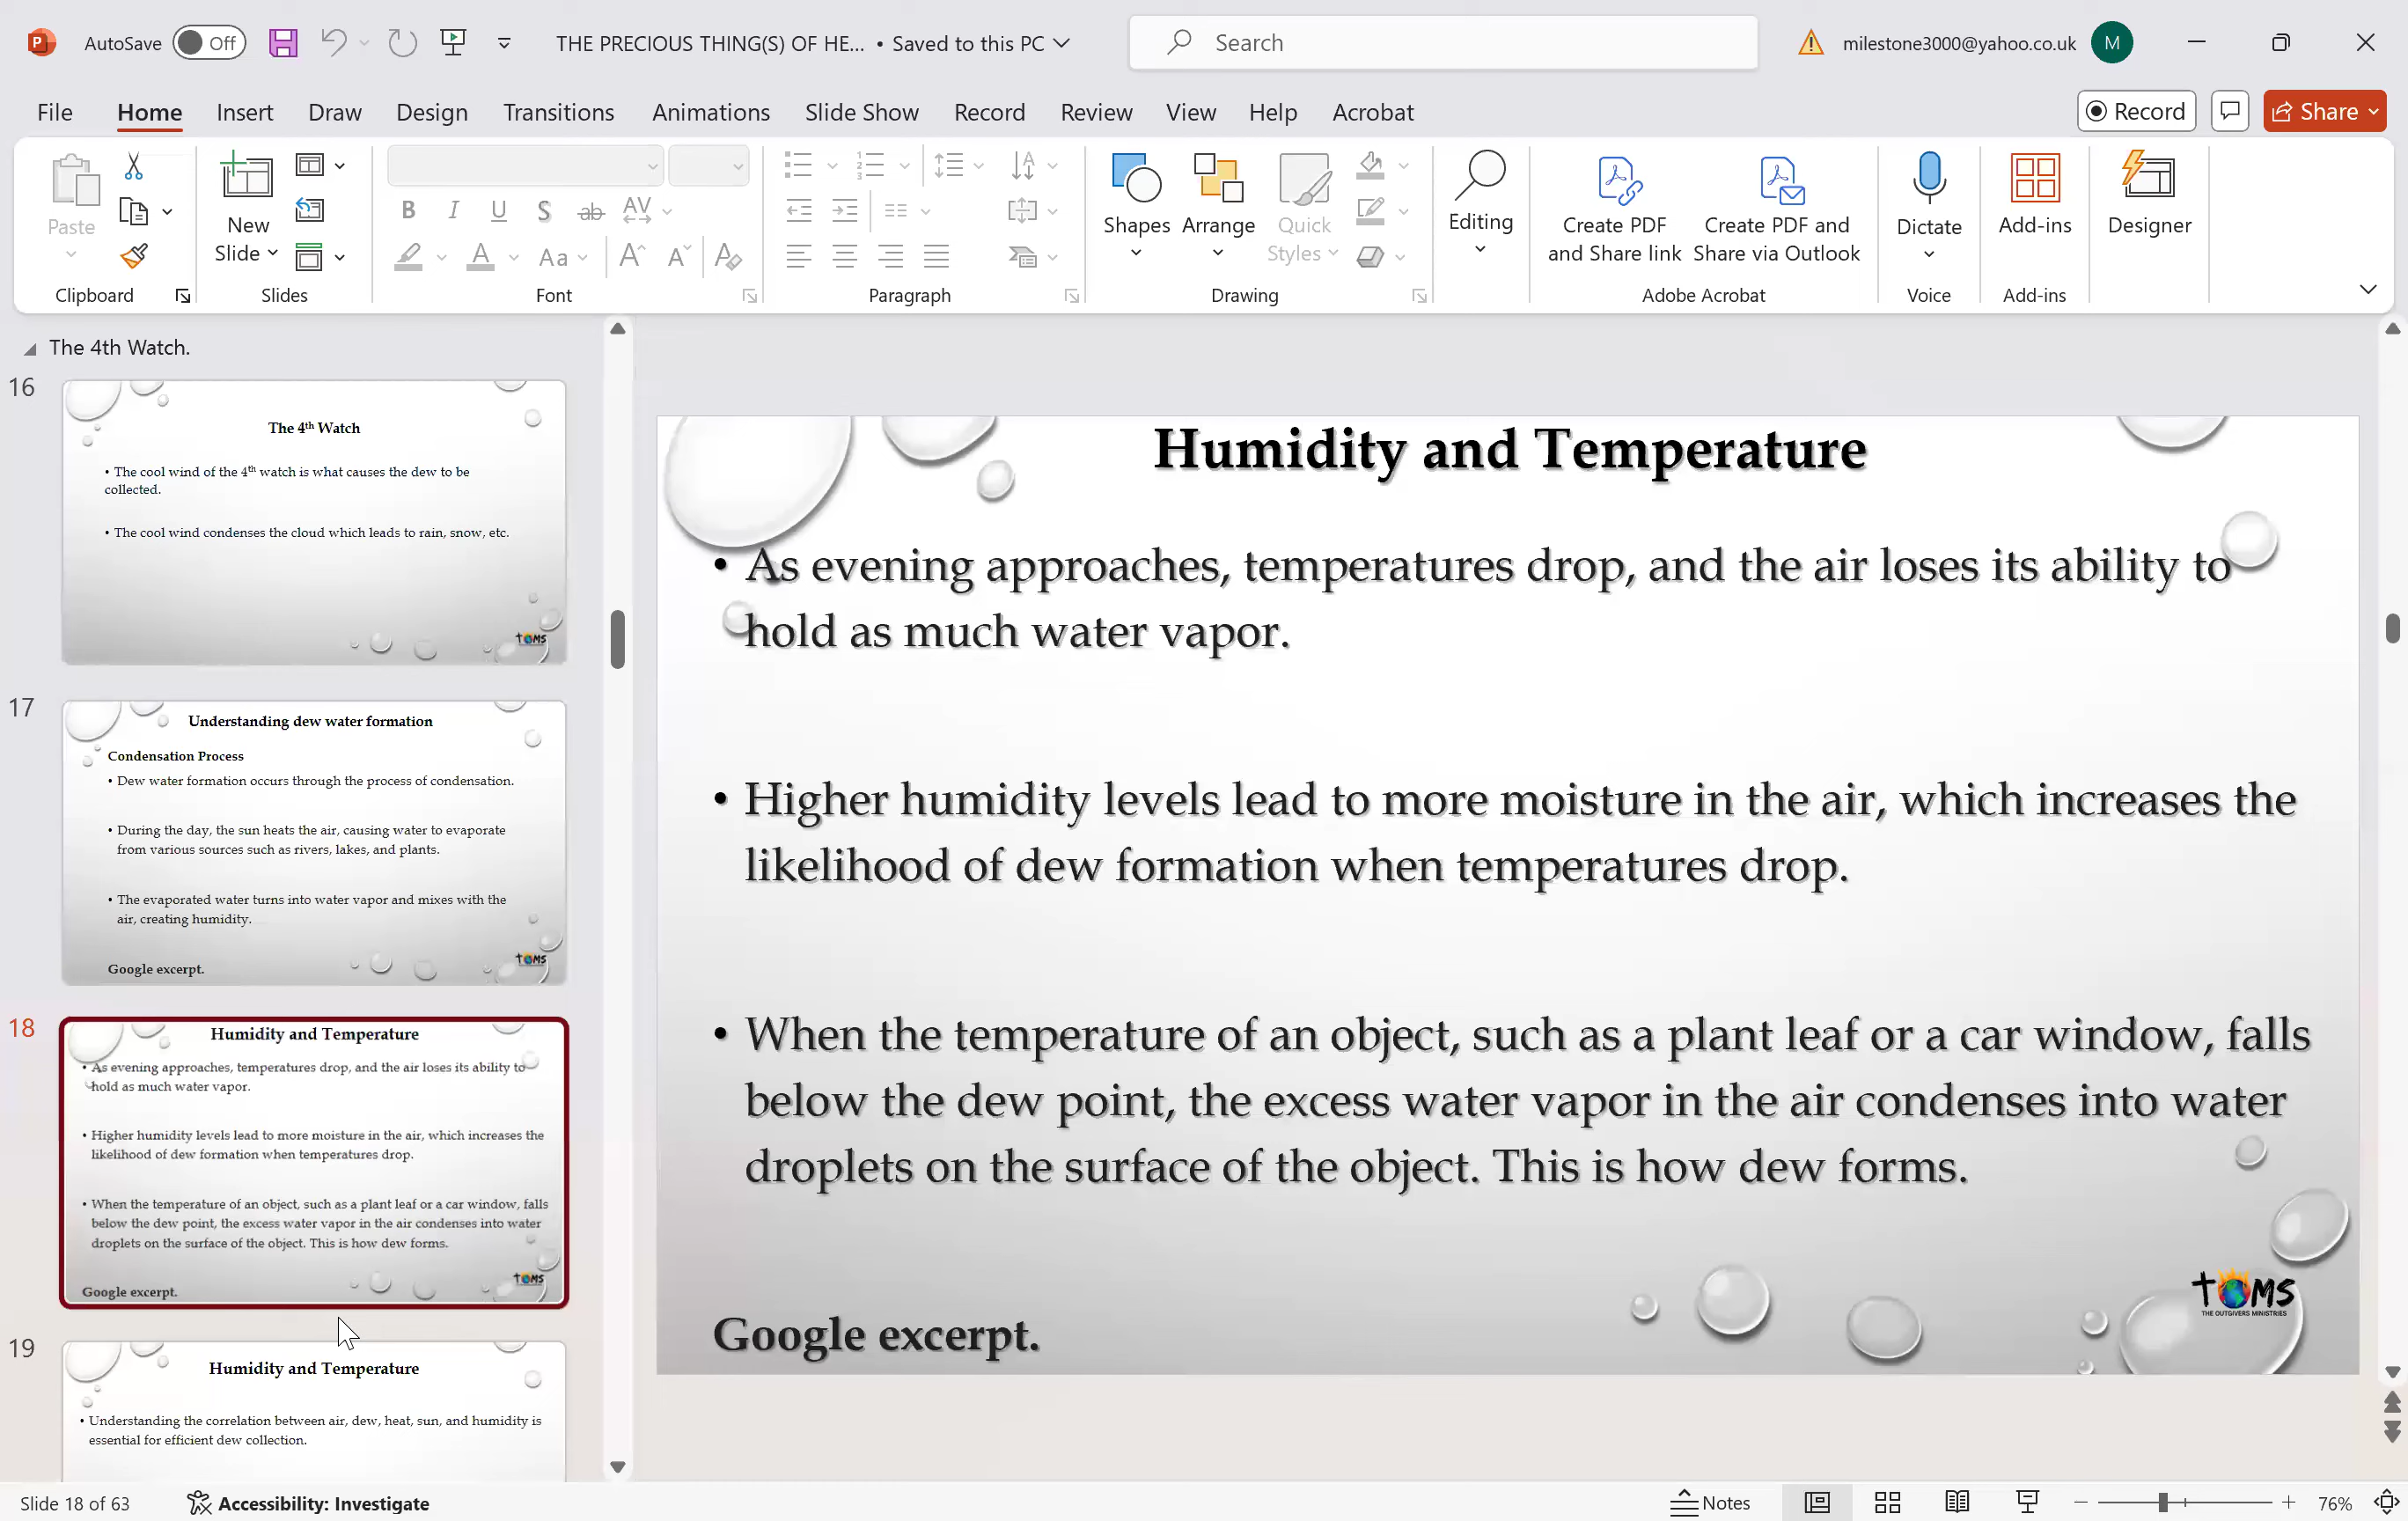 AutoSave Off THE PRECIOUS THING(S) OF HE... • Saved to this PC Search milestone3000@yahoo.co.uk M
File Home Insert Draw Design Transitions Animations Slide Show Record Review View Help Acrobat Record Share
Paste New Slide B I U S ab AV Aa A A A Shapes Arrange Quick Styles Editing Create PDF and Share link Create PDF and Share via Outlook Dictate Add-ins Designer
Clipboard Slides Font Paragraph Drawing Adobe Acrobat Voice Add-ins
The 4th Watch.
16
The 4th Watch
• The cool wind of the 4th watch is what causes the dew to be
collected.
• The cool wind condenses the cloud which leads to rain, snow, etc.
TOMS
17
Understanding dew water formation
Condensation Process
• Dew water formation occurs through the process of condensation.
• During the day, the sun heats the air, causing water to evaporate
from various sources such as rivers, lakes, and plants.
• The evaporated water turns into water vapor and mixes with the
air, creating humidity.
Google excerpt.
TOMS
18
Humidity and Temperature
• As evening approaches, temperatures drop, and the air loses its ability to
hold as much water vapor.
• Higher humidity levels lead to more moisture in the air, which increases the
likelihood of dew formation when temperatures drop.
• When the temperature of an object, such as a plant leaf or a car window, falls
below the dew point, the excess water vapor in the air condenses into water
droplets on the surface of the object. This is how dew forms.
Google excerpt.
TOMS
19
Humidity and Temperature
• Understanding the correlation between air, dew, heat, sun, and humidity is
essential for efficient dew collection.
Humidity and Temperature
• As evening approaches, temperatures drop, and the air loses its ability to
hold as much water vapor.
• Higher humidity levels lead to more moisture in the air, which increases the
likelihood of dew formation when temperatures drop.
• When the temperature of an object, such as a plant leaf or a car window, falls
below the dew point, the excess water vapor in the air condenses into water
droplets on the surface of the object. This is how dew forms.
Google excerpt.
TOMS
THE OUTGIVERS MINISTRIES
Slide 18 of 63 Accessibility: Investigate Notes 76%